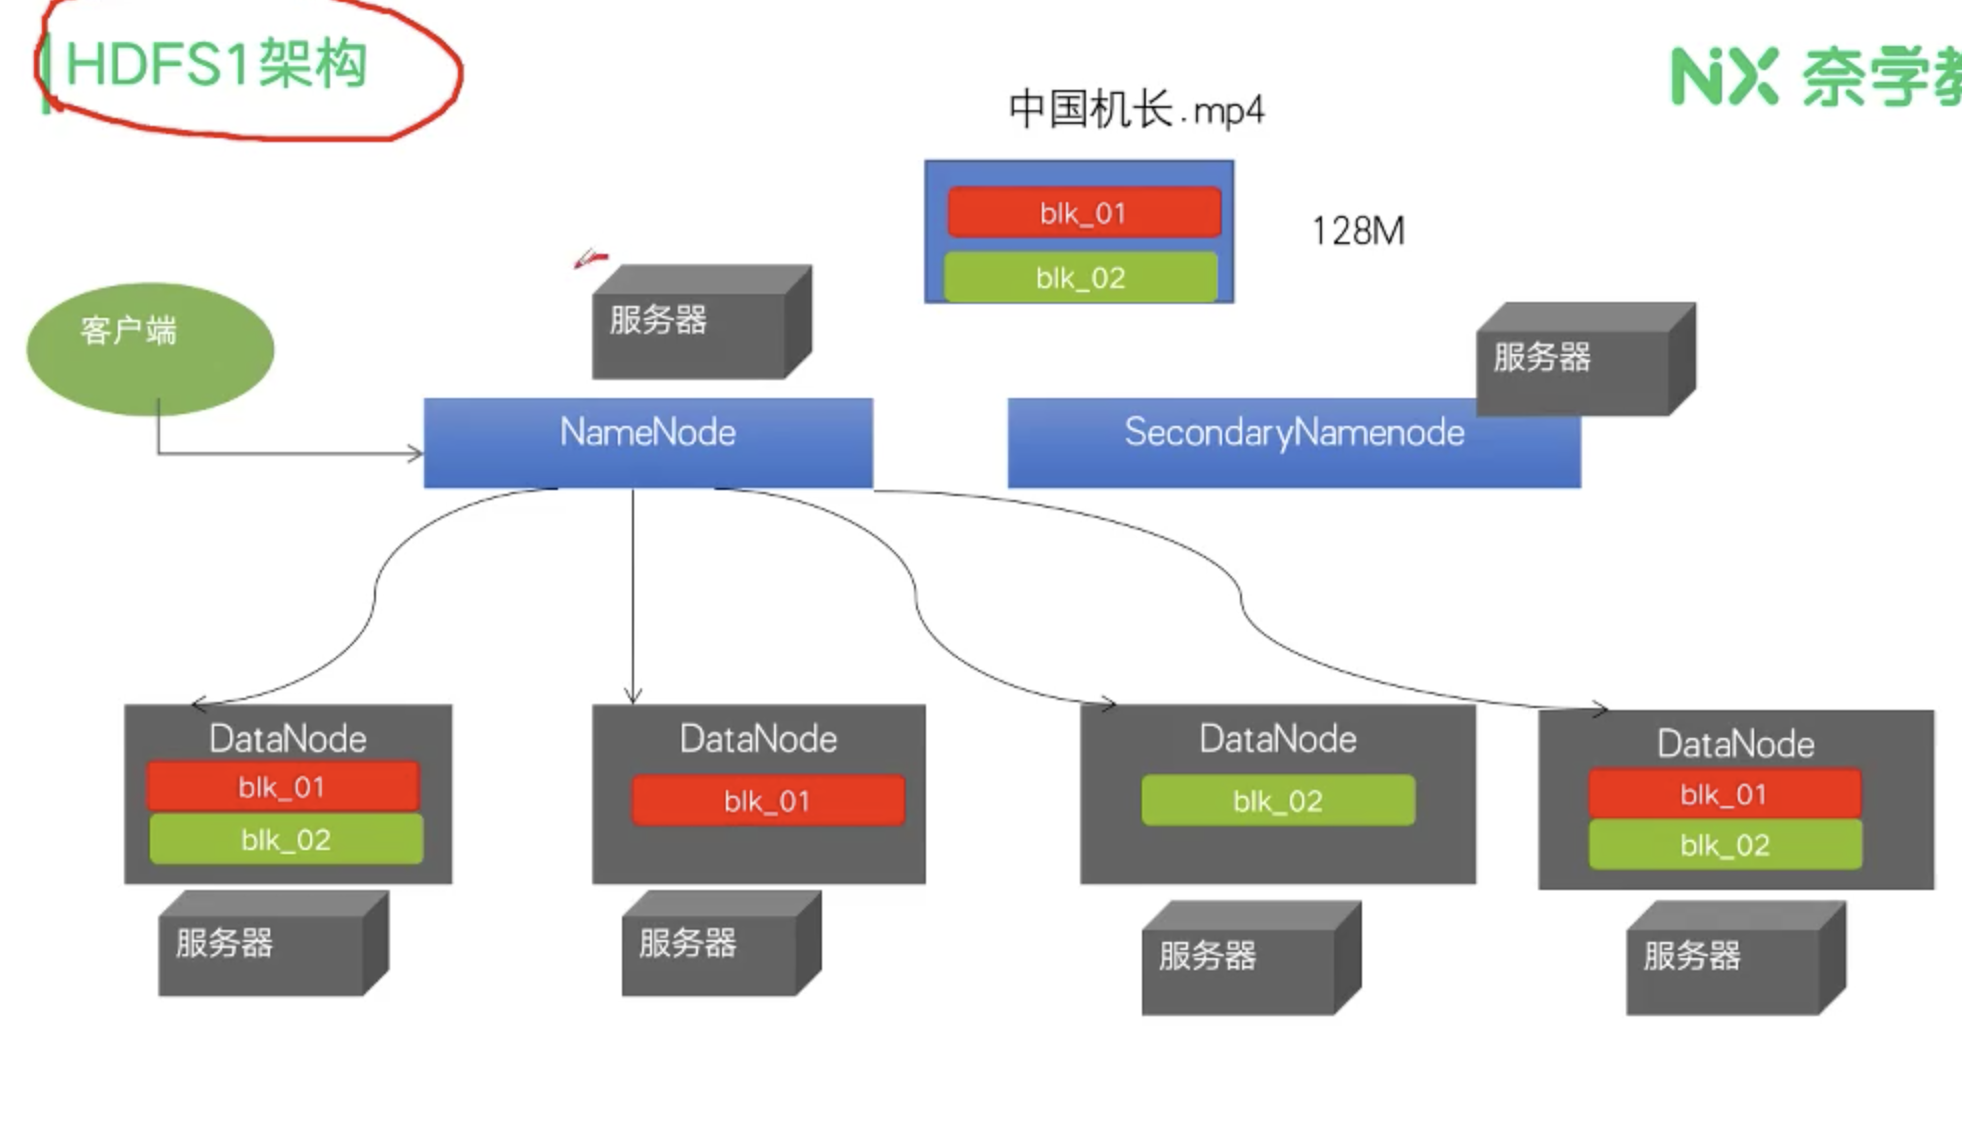 HDFS1架构
NiX 奈学教
中国机长.mp4
blk_01
128M
blk_02
服务器
客户端
服务器
NameNode
SecondaryNamenode
DataNode
blk_01
blk_02
服务器
DataNode
blk_01
服务器
DataNode
blk_02
服务器
DataNode
blk_01
blk_02
服务器